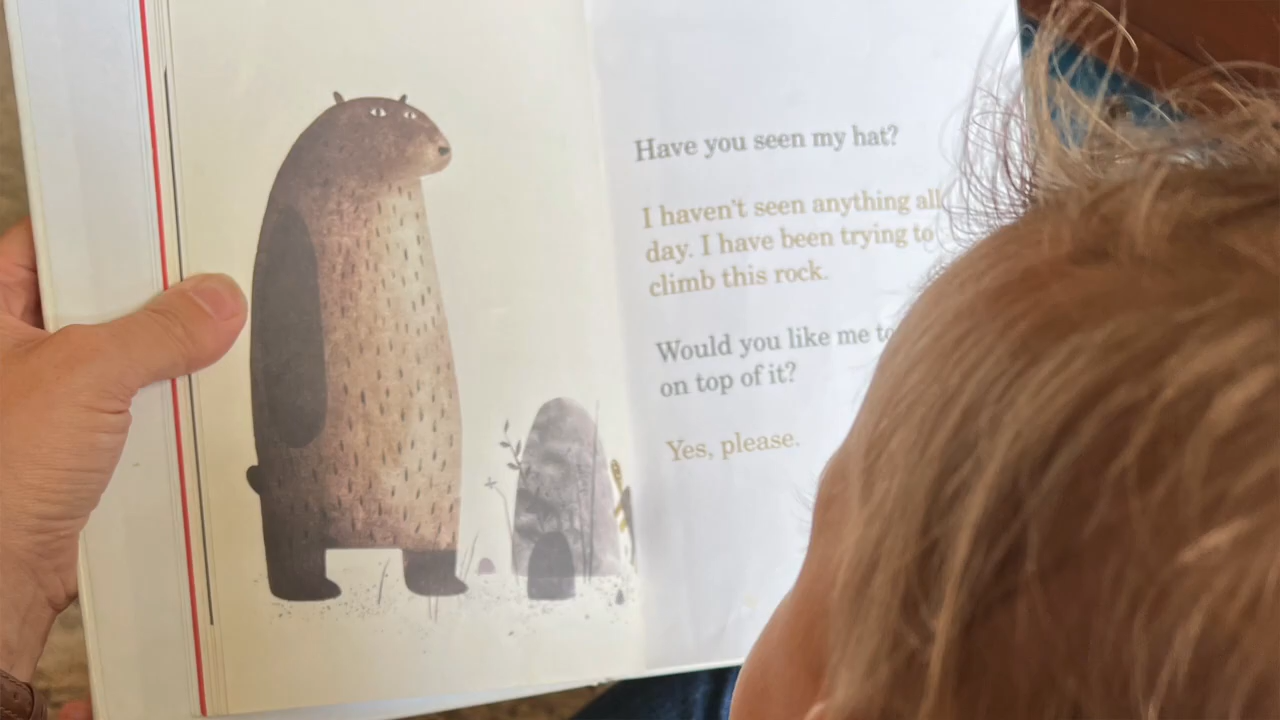 Have you seen my hat?
I haven't seen anything all
day. I have been trying to
climb this rock.
Would you like me to
on top of it?
Yes, please.